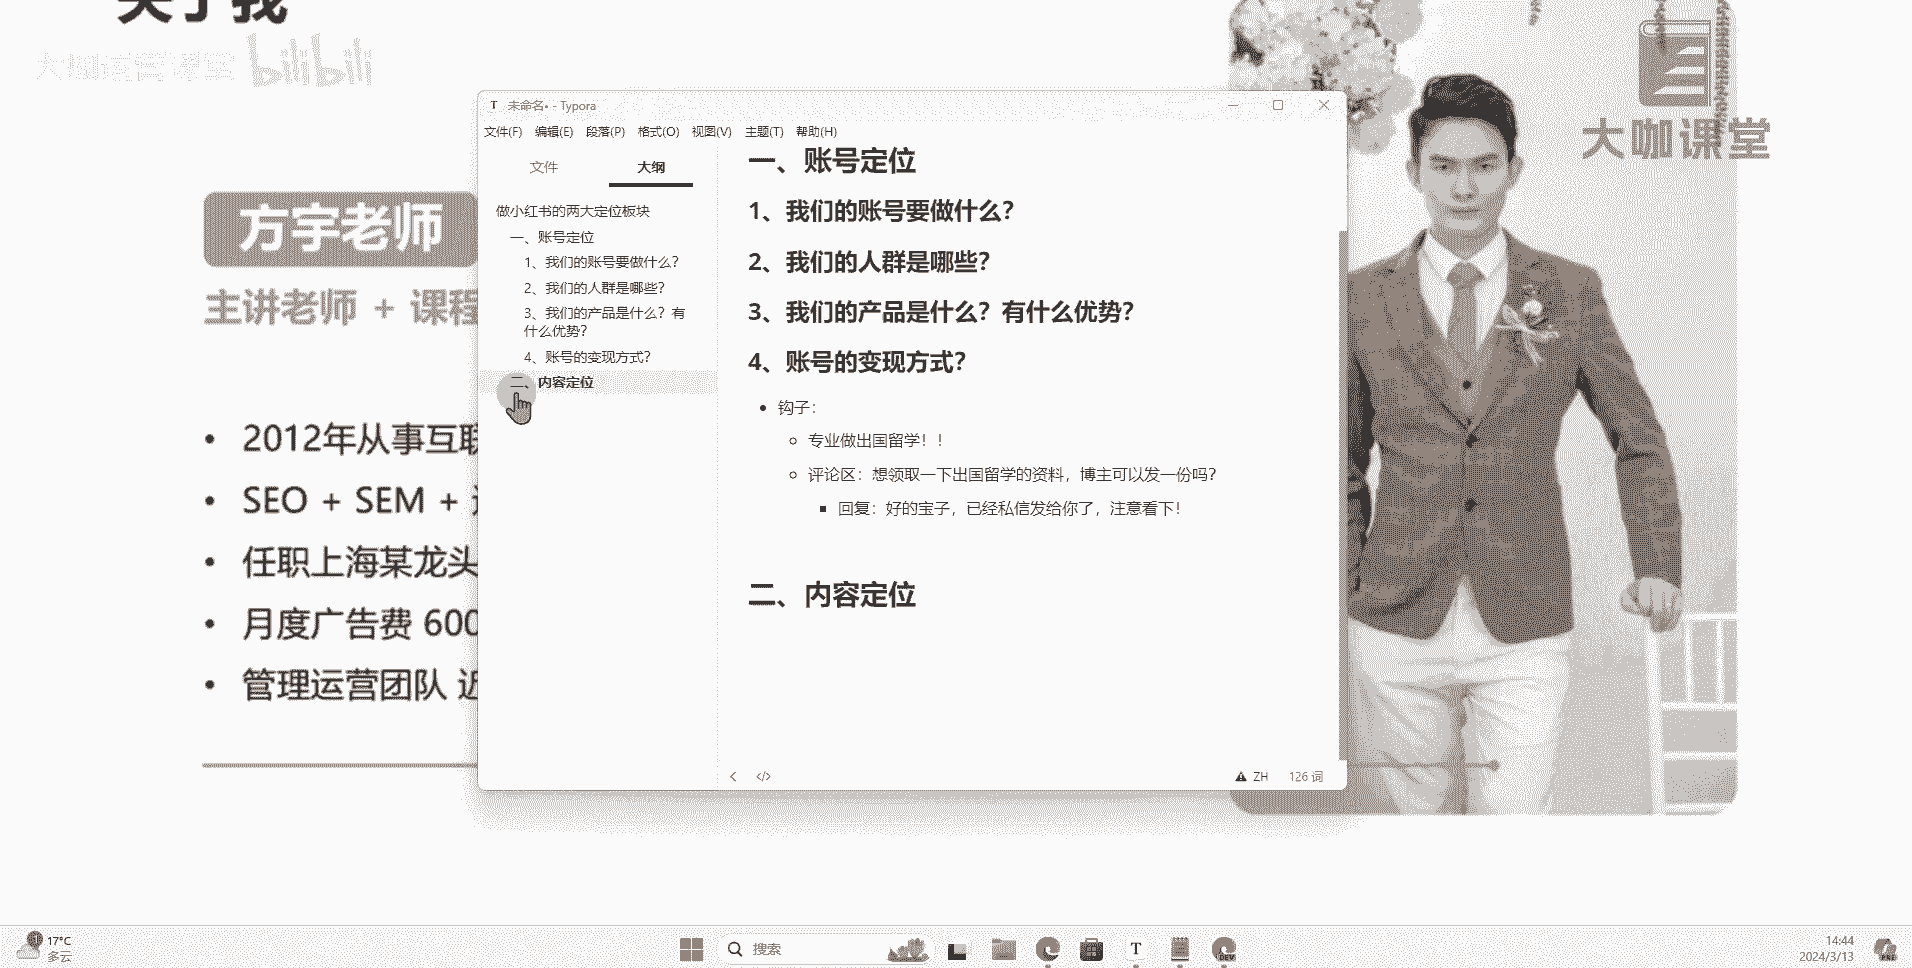 关于我
大咖运营课堂 bilibili
大咖课堂
方宇老师
主讲老师 + 课程
2012年从事互联
SEO + SEM +
任职上海某龙头
月度广告费 600
管理运营团队 近
未命名• - Typora
文件(F) 编辑(E) 段落(P) 格式(O) 视图(V) 主题(T) 帮助(H)
文件 大纲
做小红书的两大定位板块
一、账号定位
1、我们的账号要做什么？
2、我们的人群是哪些？
3、我们的产品是什么？有
什么优势？
4、账号的变现方式？
二、内容定位
一、账号定位
1、我们的账号要做什么？
2、我们的人群是哪些？
3、我们的产品是什么？有什么优势？
4、账号的变现方式？
钩子：
专业做出国留学！！
评论区：想领取一下出国留学的资料，博主可以发一份吗？
回复：好的宝子，已经私信发给你了，注意看下！
二、内容定位
ZH 126 词
17°C
多云
搜索
T
DEV
14:44
2024/3/13
PRE